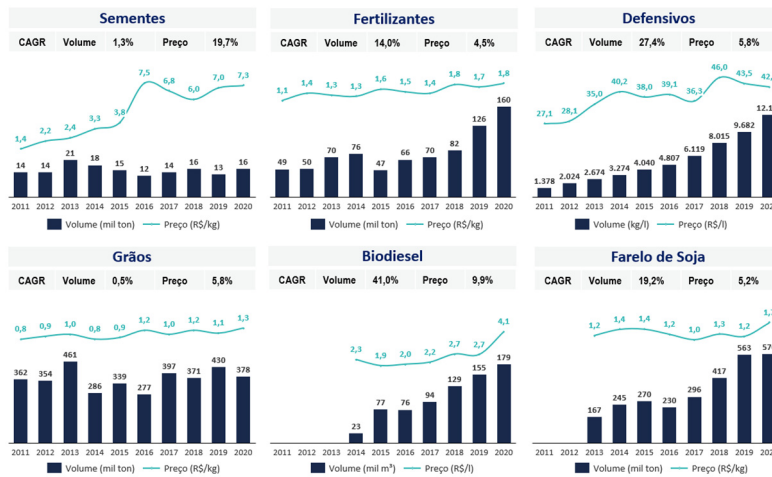 Sementes
CAGR Volume 1,3% Preço 19,7%
1,4 2,2 2,4 3,3 3,8 7,5 6,8 6,0 7,0 7,3
14 14 21 18 15 12 14 16 13 16
2011 2012 2013 2014 2015 2016 2017 2018 2019 2020
Volume (mil ton) Preço (R$/kg)
Fertilizantes
CAGR Volume 14,0% Preço 4,5%
1,1 1,4 1,3 1,3 1,6 1,5 1,4 1,8 1,7 1,8
49 50 70 76 47 66 70 82 126 160
2011 2012 2013 2014 2015 2016 2017 2018 2019 2020
Volume (mil ton) Preço (R$/kg)
Defensivos
CAGR Volume 27,4% Preço 5,8%
27,1 28,1 35,0 40,2 38,0 39,1 36,3 46,0 43,5
1.378 2.024 2.674 3.274 4.040 4.807 6.119 8.015 9.682
2011 2012 2013 2014 2015 2016 2017 2018 2019
Volume (kg/l) Preço (R$/l)
Grãos
CAGR Volume 0,5% Preço 5,8%
0,8 0,9 1,0 0,8 0,9 1,2 1,0 1,2 1,1 1,3
362 354 461 286 339 277 397 371 430 378
2011 2012 2013 2014 2015 2016 2017 2018 2019 2020
Volume (mil ton) Preço (R$/kg)
Biodiesel
CAGR Volume 41,0% Preço 9,9%
2,3 1,9 2,0 2,2 2,7 2,7 4,1
23 77 76 94 129 155 179
2011 2012 2013 2014 2015 2016 2017 2018 2019 2020
Volume (mil m³) Preço (R$/l)
Farelo de Soja
CAGR Volume 19,2% Preço 5,2%
1,2 1,4 1,4 1,2 1,0 1,3 1,2
167 245 270 230 296 417 563
2011 2012 2013 2014 2015 2016 2017 2018 2019
Volume (mil ton) Preço (R$/kg)